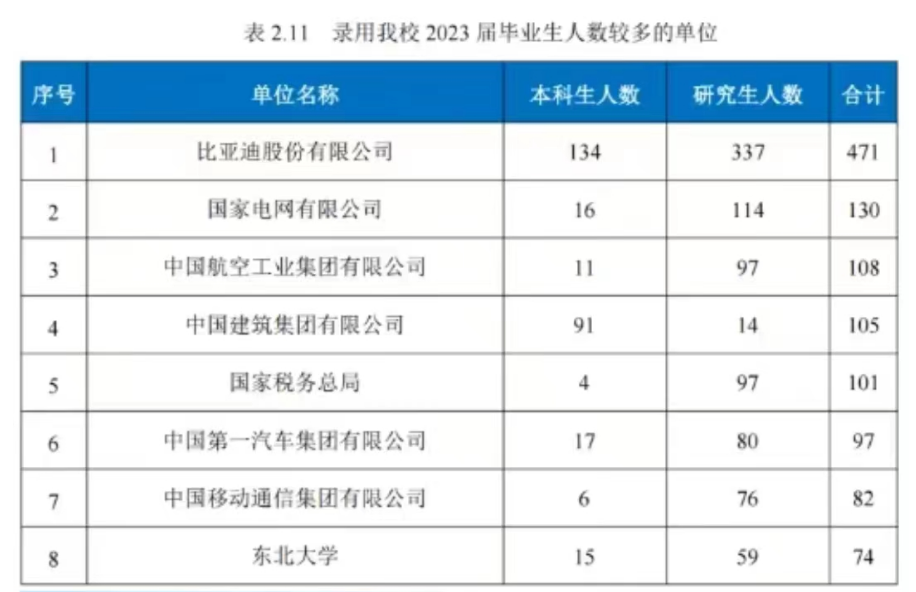 表 2.11 录用我校 2023 届毕业生人数较多的单位
序号 单位名称 本科生人数 研究生人数 合计
1 比亚迪股份有限公司 134 337 471
2 国家电网有限公司 16 114 130
3 中国航空工业集团有限公司 11 97 108
4 中国建筑集团有限公司 91 14 105
5 国家税务总局 4 97 101
6 中国第一汽车集团有限公司 17 80 97
7 中国移动通信集团有限公司 6 76 82
8 东北大学 15 59 74